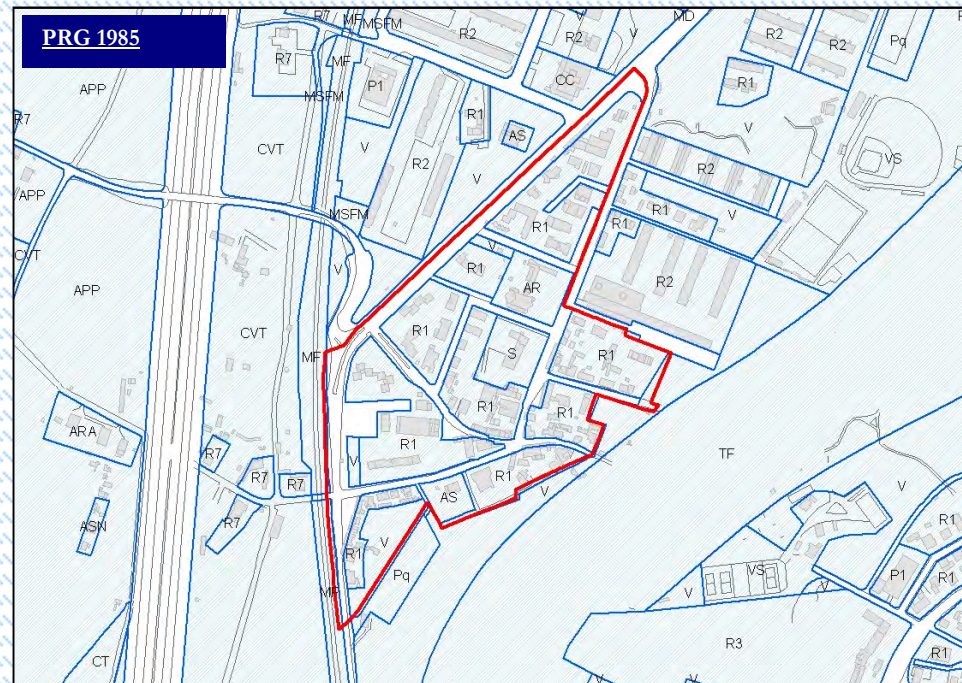 PRG 1985
R7
MF
MSFM
V
MD
R2
R2
V
R2
R2
Pq
R7
MF
CC
R1
APP
P1
MSFM
R1
AS
V
R7
CVT
V
R2
R2
VS
V
/APP
MSFM
R1
V
R1
R1
V
CVT
V
R1
AR
R2
APP
CVT
R1
MF
S
R1
R1
R1
ARA
R1
TF
R7
V
R1
V
R7
R7
AS
V
R1
ASN
R7
R1
V
Pq
VS
P1
R1
V
V
MF
R3
R1
CT
V
V